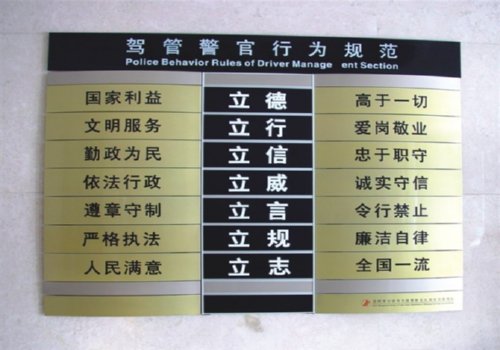 驾管警官行为规范
Police Behavior Rules of Driver Manage ent Section
国家利益 立德 高于一切
文明服务 立行 爱岗敬业
勤政为民 立信 忠于职守
依法行政 立威 诚实守信
遵章守制 立言 令行禁止
严格执法 立规 廉洁自律
人民满意 立志 全国一流